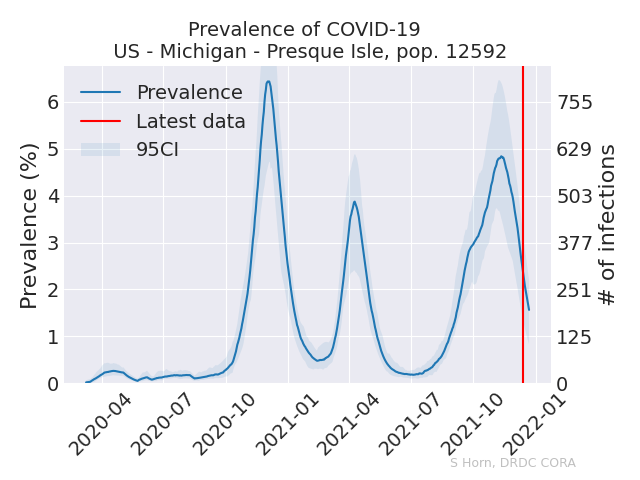 Prevalence of COVID-19
US - Michigan - Presque Isle, pop. 12592
Prevalence
Latest data
95CI
Prevalence (%)
6
5
4
3
2
1
0
# of infections
755
629
503
377
251
125
0
2020-04
2020-07
2020-10
2021-01
2021-04
2021-07
2021-10
2022-01
S Horn, DRDC CORA